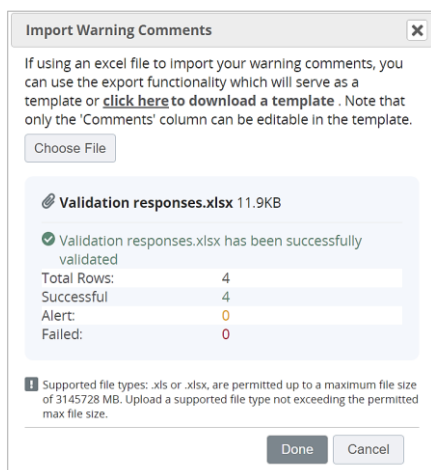 Import Warning Comments
If using an excel file to import your warning comments, you
can use the export functionality which will serve as a
template or click here to download a template . Note that
only the 'Comments' column can be editable in the template.
Choose File
Validation responses.xlsx 11.9KB
Validation responses.xlsx has been successfully
validated
Total Rows: 4
Successful 4
Alert: 0
Failed: 0
Supported file types: .xls or .xlsx, are permitted up to a maximum file size
of 3145728 MB. Upload a supported file type not exceeding the permitted
max file size.
Done Cancel